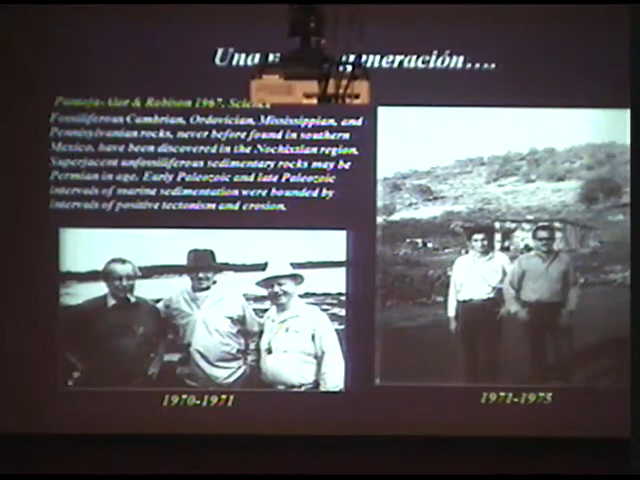 Una generación....
Pantoja-Alor & Robison 1967, Science
Fossiliferous Cambrian, Ordovician, Mississippian, and
Pennsylvanian rocks, never before found in southern
Mexico, have been discovered in the Nochixtlan region.
Superjacent unfossiliferous sedimentary rocks may be
Permian in age. Early Paleozoic and late Paleozoic
intervals of marine sedimentation were bounded by
intervals of positive tectonism and erosion.
1970-1971
1971-1975